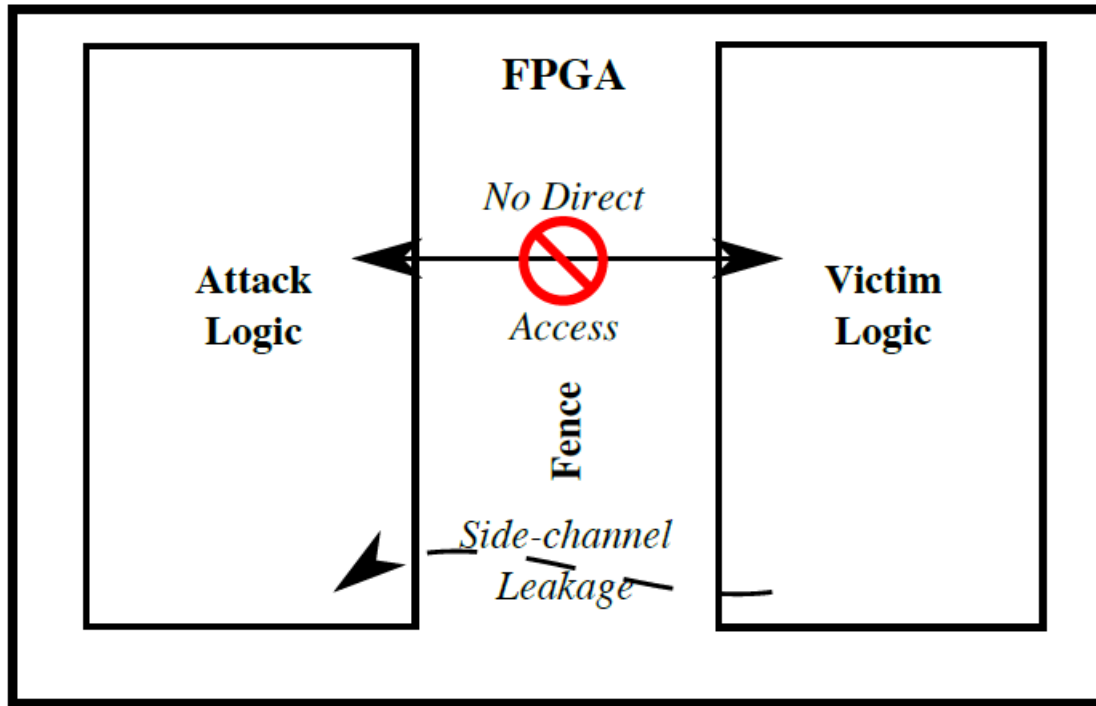 FPGA
No Direct
Access
Attack
Logic
Victim
Logic
Fence
Side-channel
Leakage